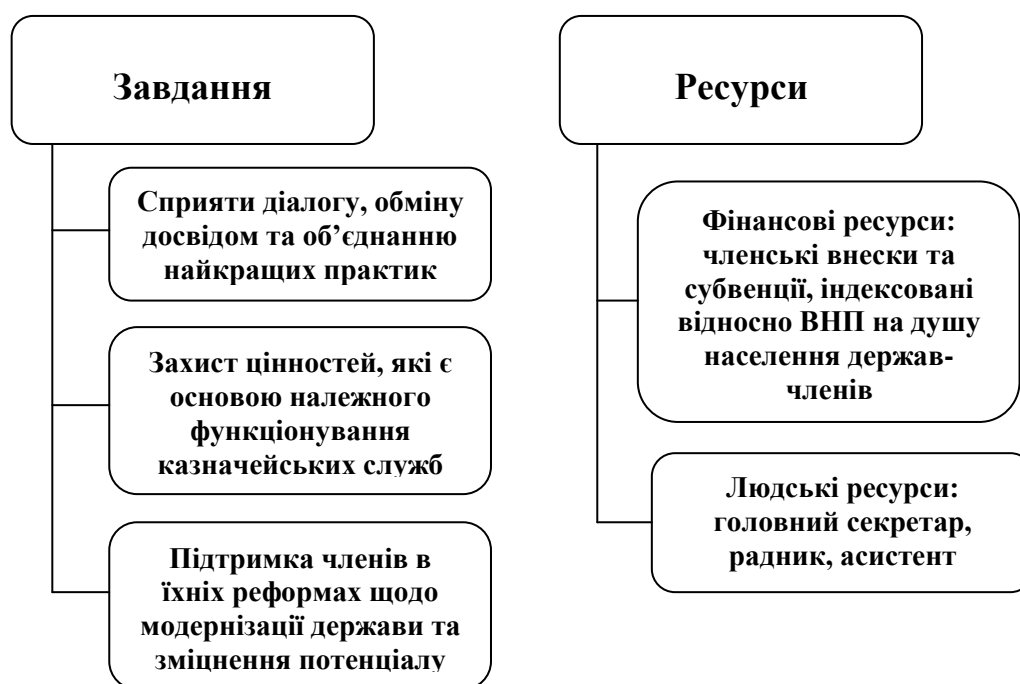 Завдання
Сприяти діалогу, обміну
досвідом та об’єднанню
найкращих практик
Захист цінностей, які є
основою належного
функціонування
казначейських служб
Підтримка членів в
їхніх реформах щодо
модернізації держави та
зміцнення потенціалу
Ресурси
Фінансові ресурси:
членські внески та
субвенції, індексовані
відносно ВНП на душу
населення держав-
членів
Людські ресурси:
головний секретар,
радник, асистент